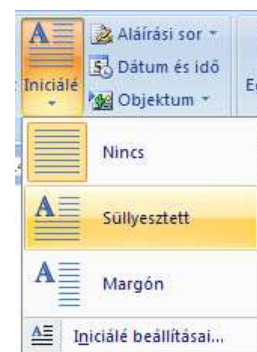 Aláírási sor
Dátum és idő
Iniciálé
Objektum
Nincs
Süllyesztett
Margón
Iniciálé beállításai...